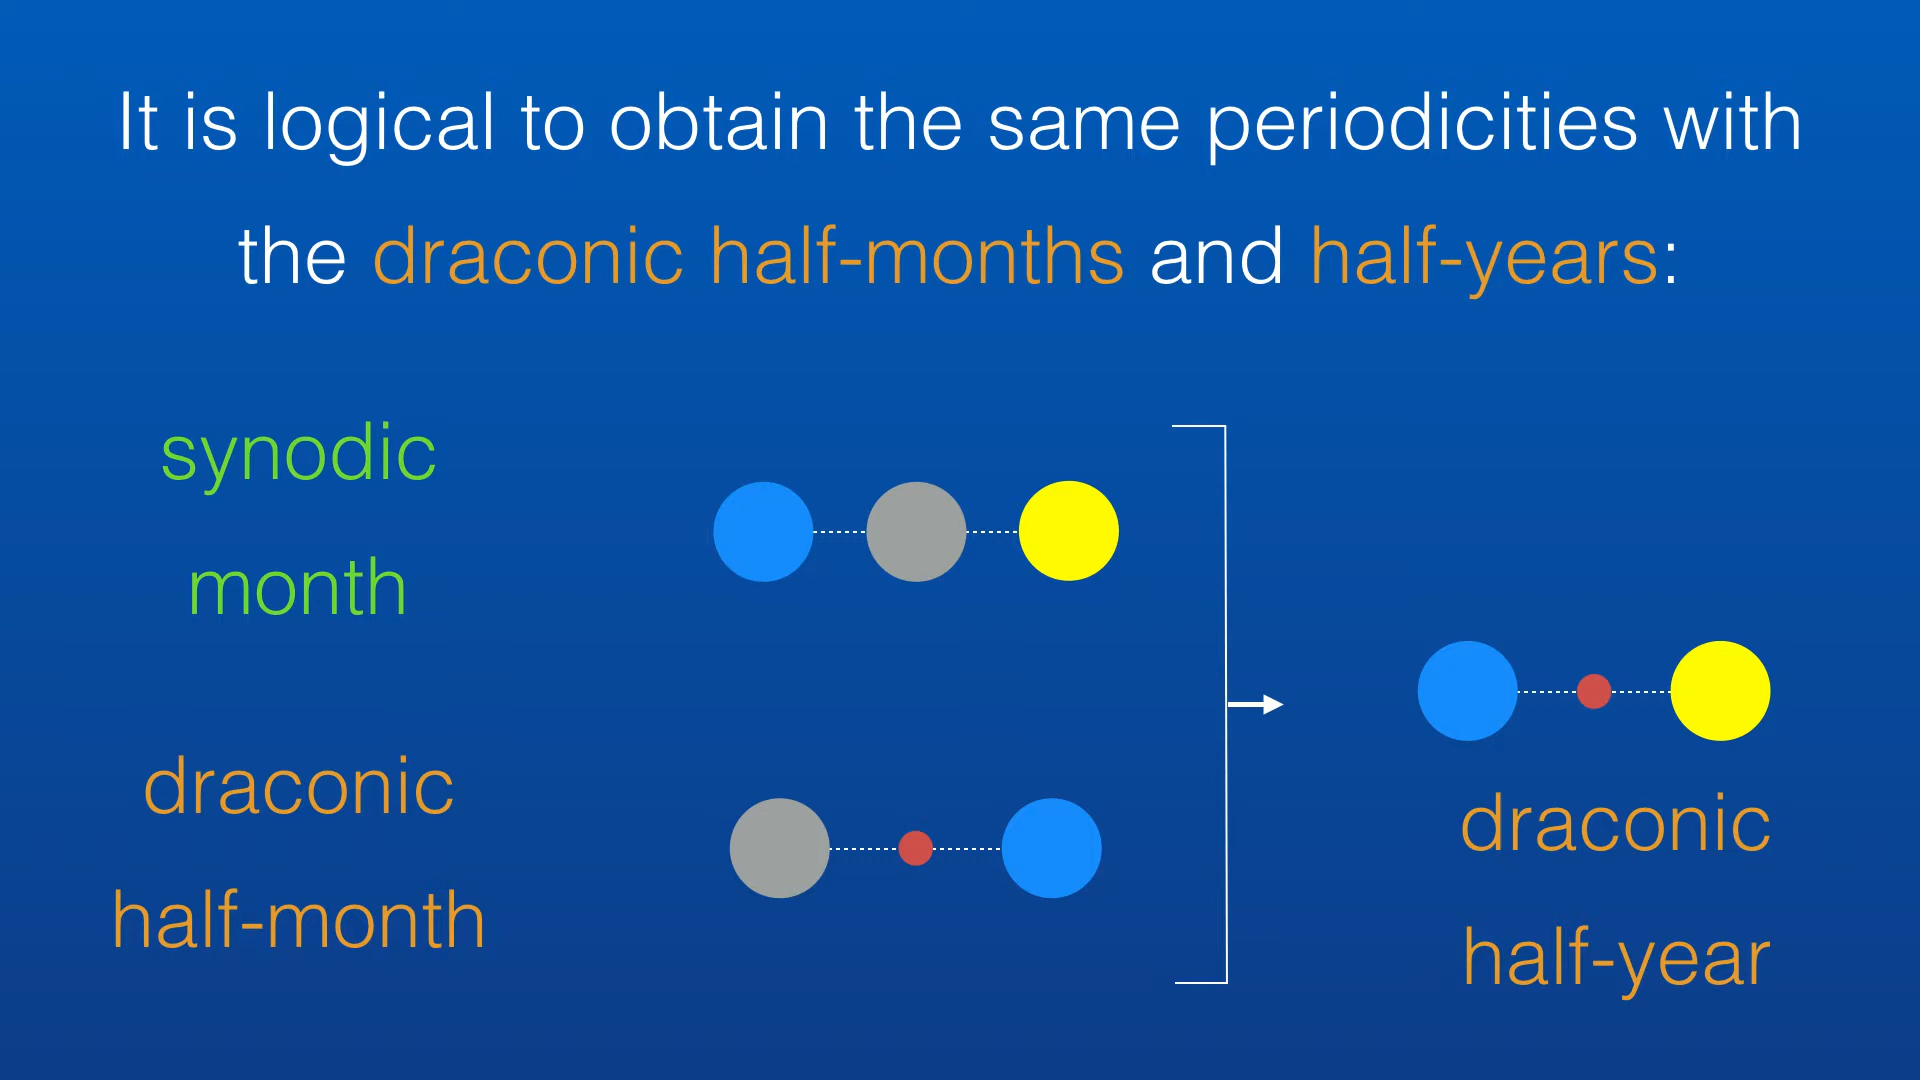 It is logical to obtain the same periodicities with
the draconic half-months and half-years:
synodic
month
draconic
half-month
draconic
half-year